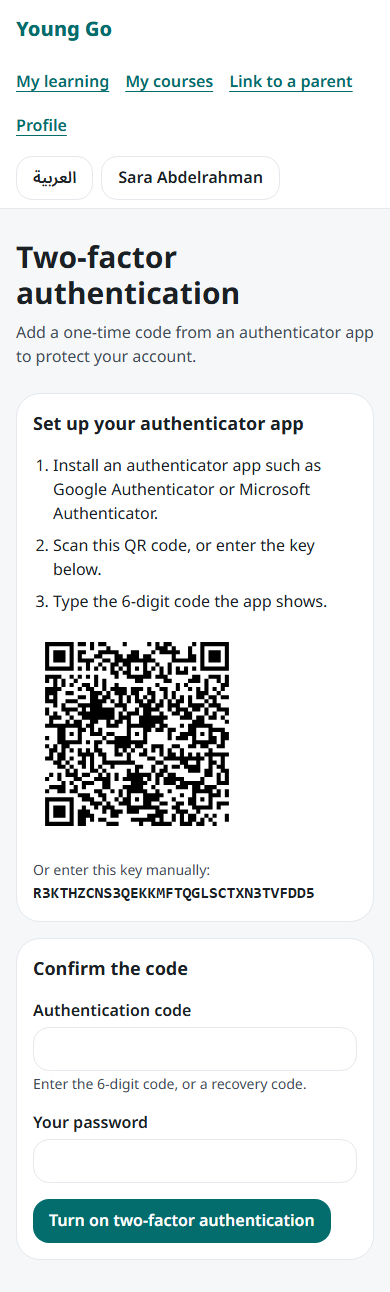 Young Go
My learning My courses Link to a parent
Profile
العربية Sara Abdelrahman
Two-factor
authentication
Add a one-time code from an authenticator app
to protect your account.
Set up your authenticator app
1. Install an authenticator app such as
Google Authenticator or Microsoft
Authenticator.
2. Scan this QR code, or enter the key
below.
3. Type the 6-digit code the app shows.
Or enter this key manually:
R3KTHZCNS3QEKKMFTQGLSCTXN3TVFDD5
Confirm the code
Authentication code
Enter the 6-digit code, or a recovery code.
Your password
Turn on two-factor authentication